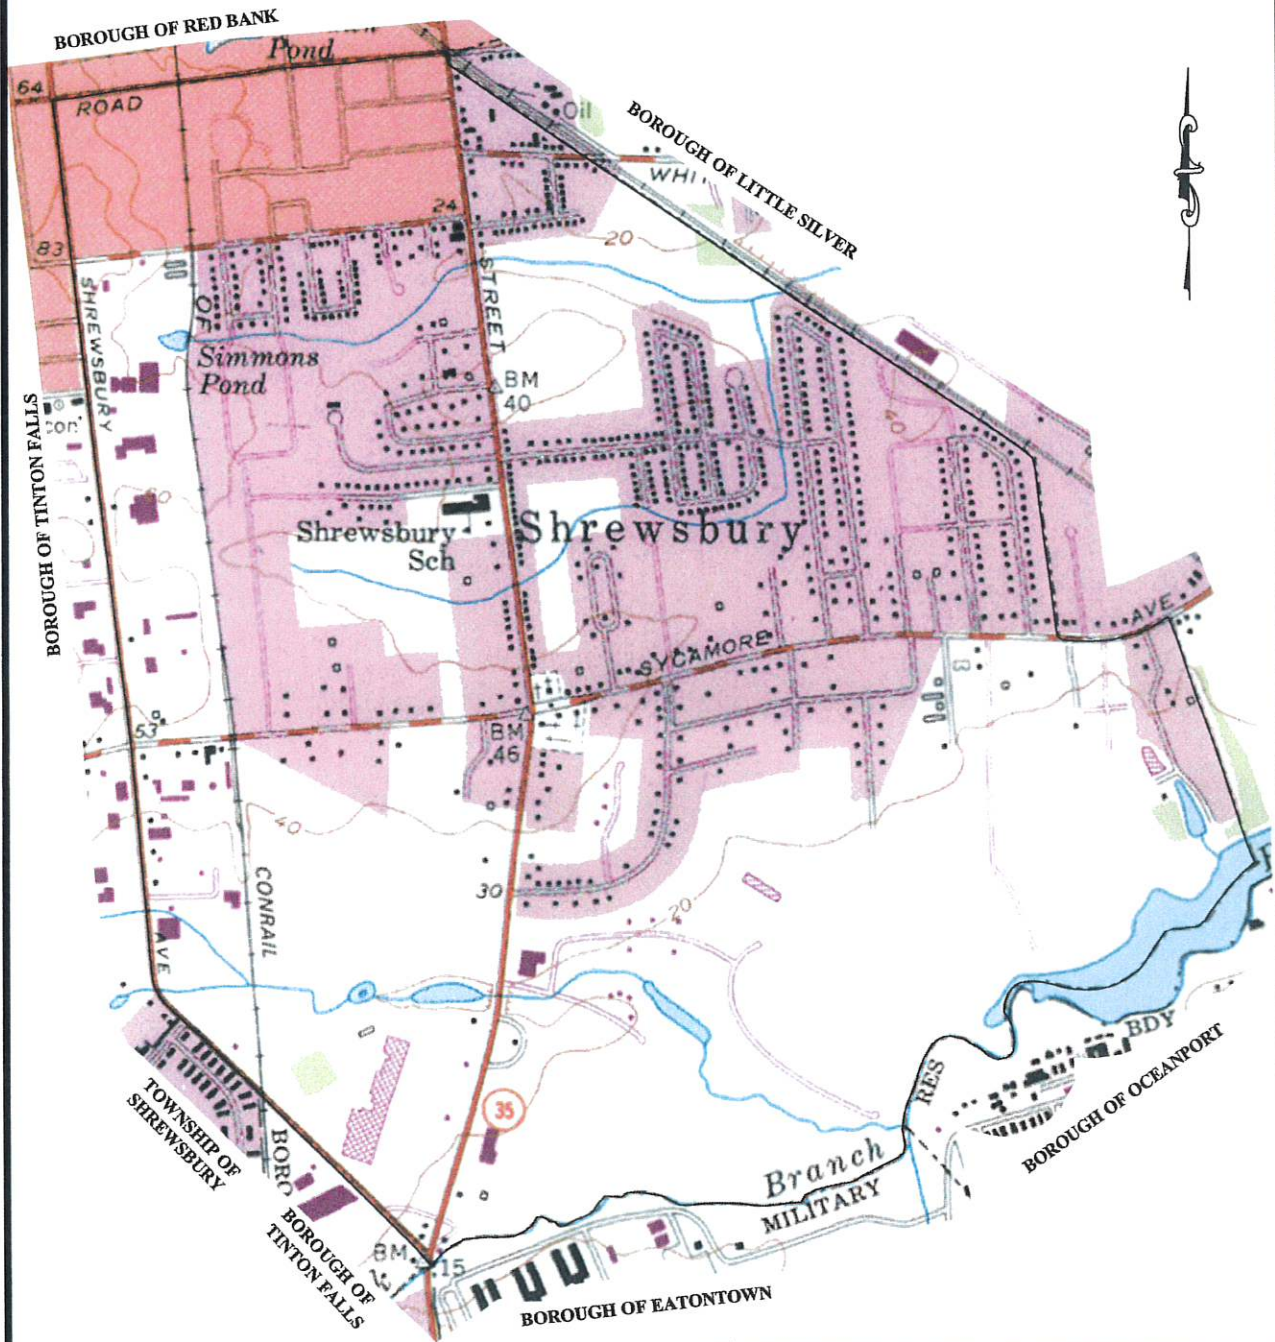 BOROUGH OF RED BANK
Pond
64
ROAD
Oil
BOROUGH OF LITTLE SILVER
24
20
83
SHREWSBURY
OF
STREET
Simmons
Pond
BM
40
40
BOROUGH OF TINTON FALLS
Shrewsbury
Sch
Shrewsbury
AVE
SYCAMORE
53
BM
46
40
CONRAIL
30
20
AVE
BDY
RES
BOROUGH OF OCEANPORT
35
TOWNSHIP OF
SHREWSBURY
BORO
Branch
MILITARY
BOROUGH OF
TINTON FALLS
BM
15
BOROUGH OF EATONTOWN